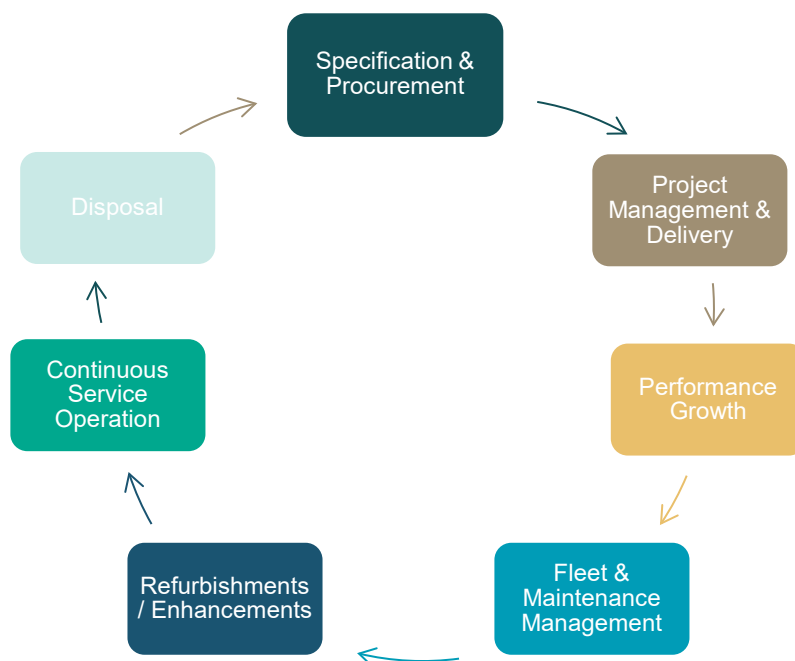 Specification &
Procurement
Project
Management &
Delivery
Performance
Growth
Fleet &
Maintenance
Management
Refurbishments
/ Enhancements
Continuous
Service
Operation
Disposal